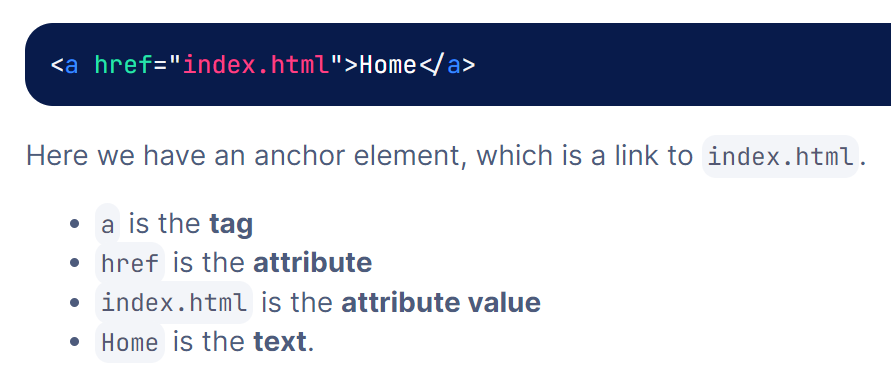 <a href="index.html">Home</a>
Here we have an anchor element, which is a link to index.html.
• a is the tag
• href is the attribute
• index.html is the attribute value
• Home is the text.